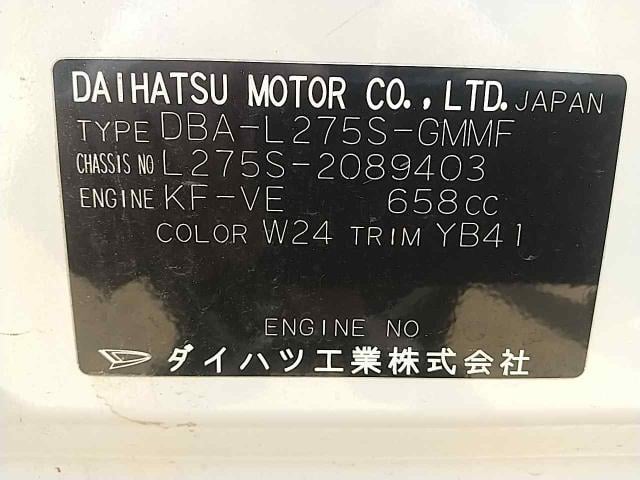 DAIHATSU MOTOR CO., LTD. JAPAN
TYPE DBA-L275S-GMMF
CHASSIS NO L275S-2089403
ENGINE KF-VE 658cc
COLOR W24 TRIM YB41
ENGINE NO
ダイハツ工業株式会社